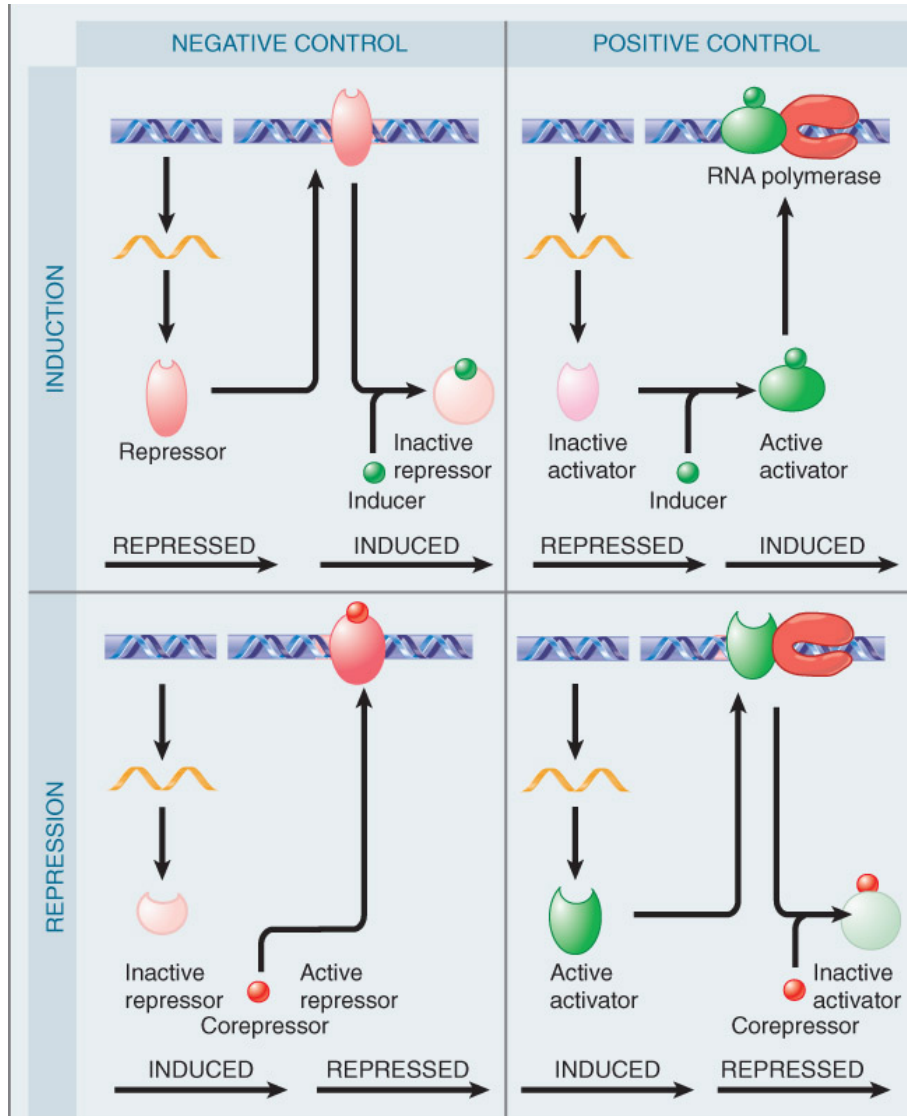 NEGATIVE CONTROL
POSITIVE CONTROL
INDUCTION
Repressor
Inactive
repressor
Inducer
REPRESSED
INDUCED
RNA polymerase
Inactive
activator
Inducer
Active
activator
REPRESSED
INDUCED
REPRESSION
Inactive
repressor
Corepressor
Active
repressor
INDUCED
REPRESSED
Active
activator
Inactive
activator
Corepressor
INDUCED
REPRESSED